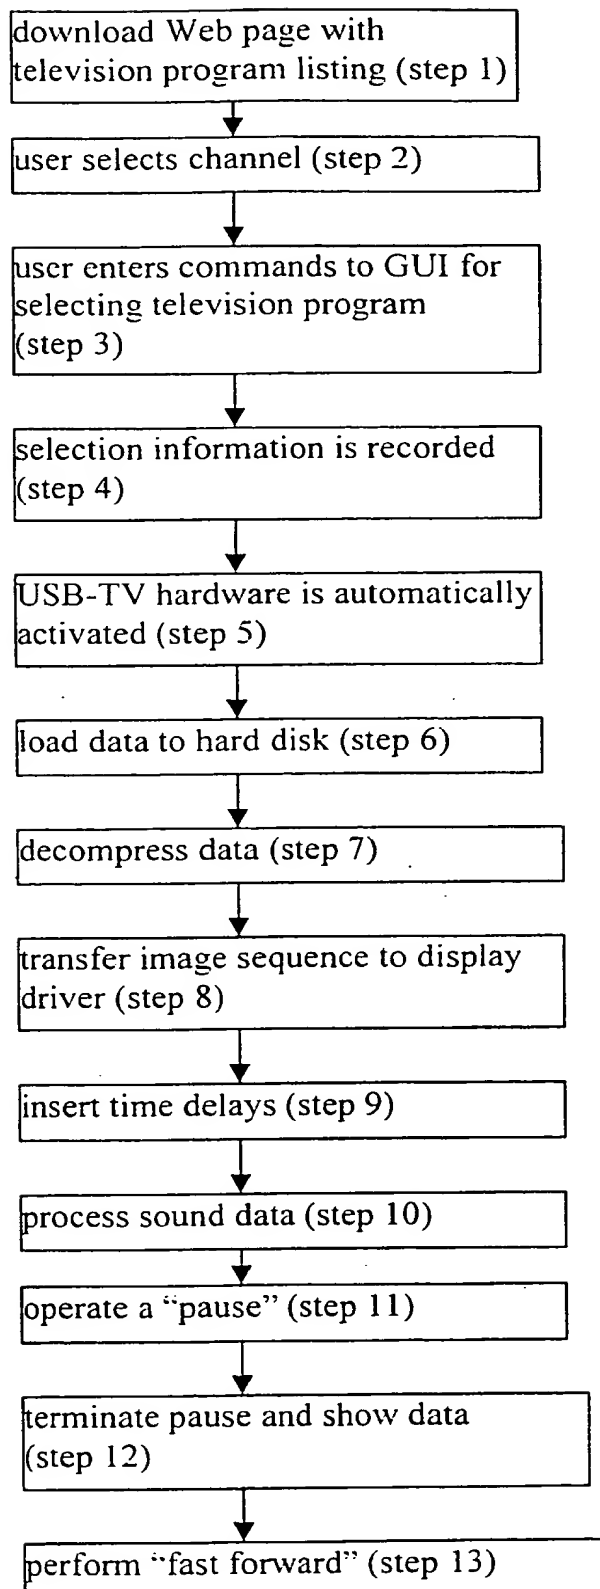 download Web page with
television program listing (step 1)
user selects channel (step 2)
user enters commands to GUI for
selecting television program
(step 3)
selection information is recorded
(step 4)
USB-TV hardware is automatically
activated (step 5)
load data to hard disk (step 6)
decompress data (step 7)
transfer image sequence to display
driver (step 8)
insert time delays (step 9)
process sound data (step 10)
operate a “pause” (step 11)
terminate pause and show data
(step 12)
perform “fast forward” (step 13)